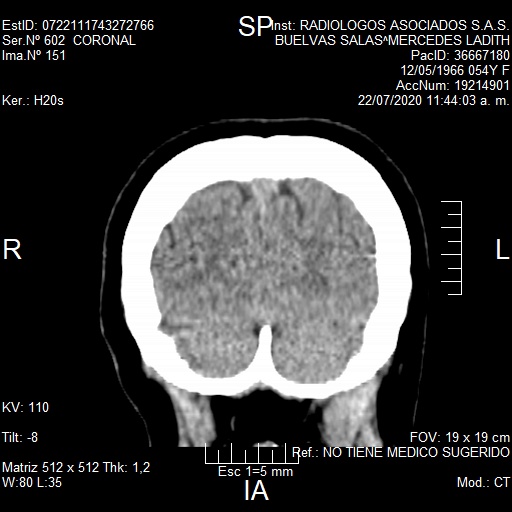 EstID: 0722111743272766
Ser.Nº 602 CORONAL
Ima.Nº 151
Ker.: H20s
SP
Inst: RADIOLOGOS ASOCIADOS S.A.S.
BUELVAS SALAS^MERCEDES LADITH
PacID: 36667180
12/05/1966 054Y F
AccNum: 19214901
22/07/2020 11:44:03 a. m.
R
L
KV: 110
Tilt: -8
Matriz 512 x 512 Thk: 1,2
W:80 L:35
Esc 1=5 mm
IA
FOV: 19 x 19 cm
Ref.: NO TIENE MEDICO SUGERIDO
Mod.: CT